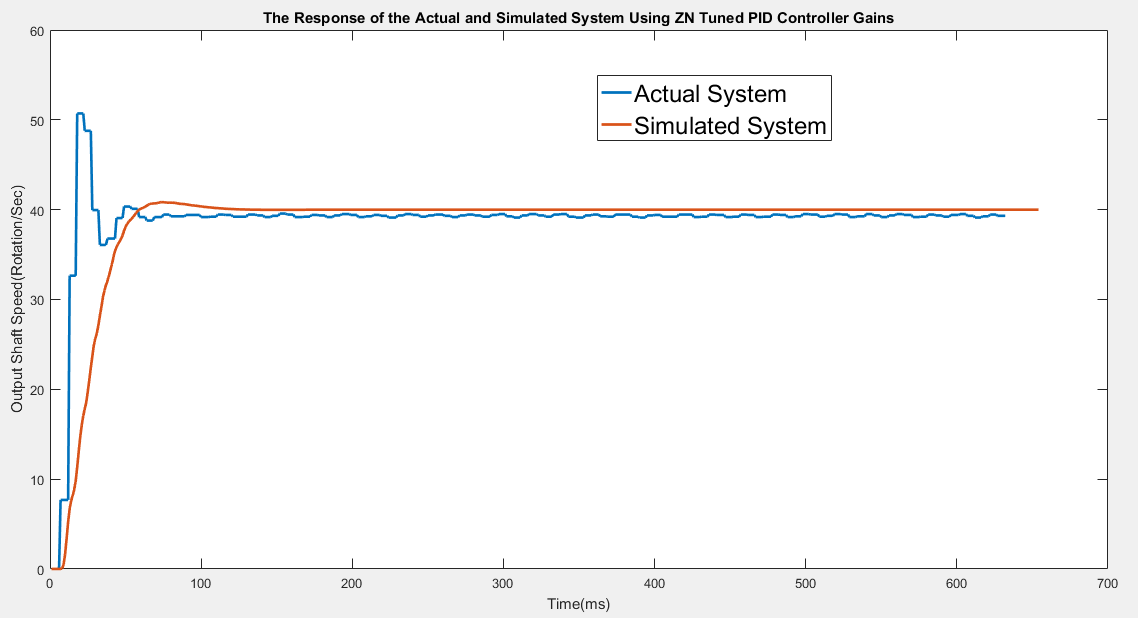 The Response of the Actual and Simulated System Using ZN Tuned PID Controller Gains
60
50
40
30
20
10
0
Output Shaft Speed(Rotation/Sec)
Actual System
Simulated System
0 100 200 300 400 500 600 700
Time(ms)